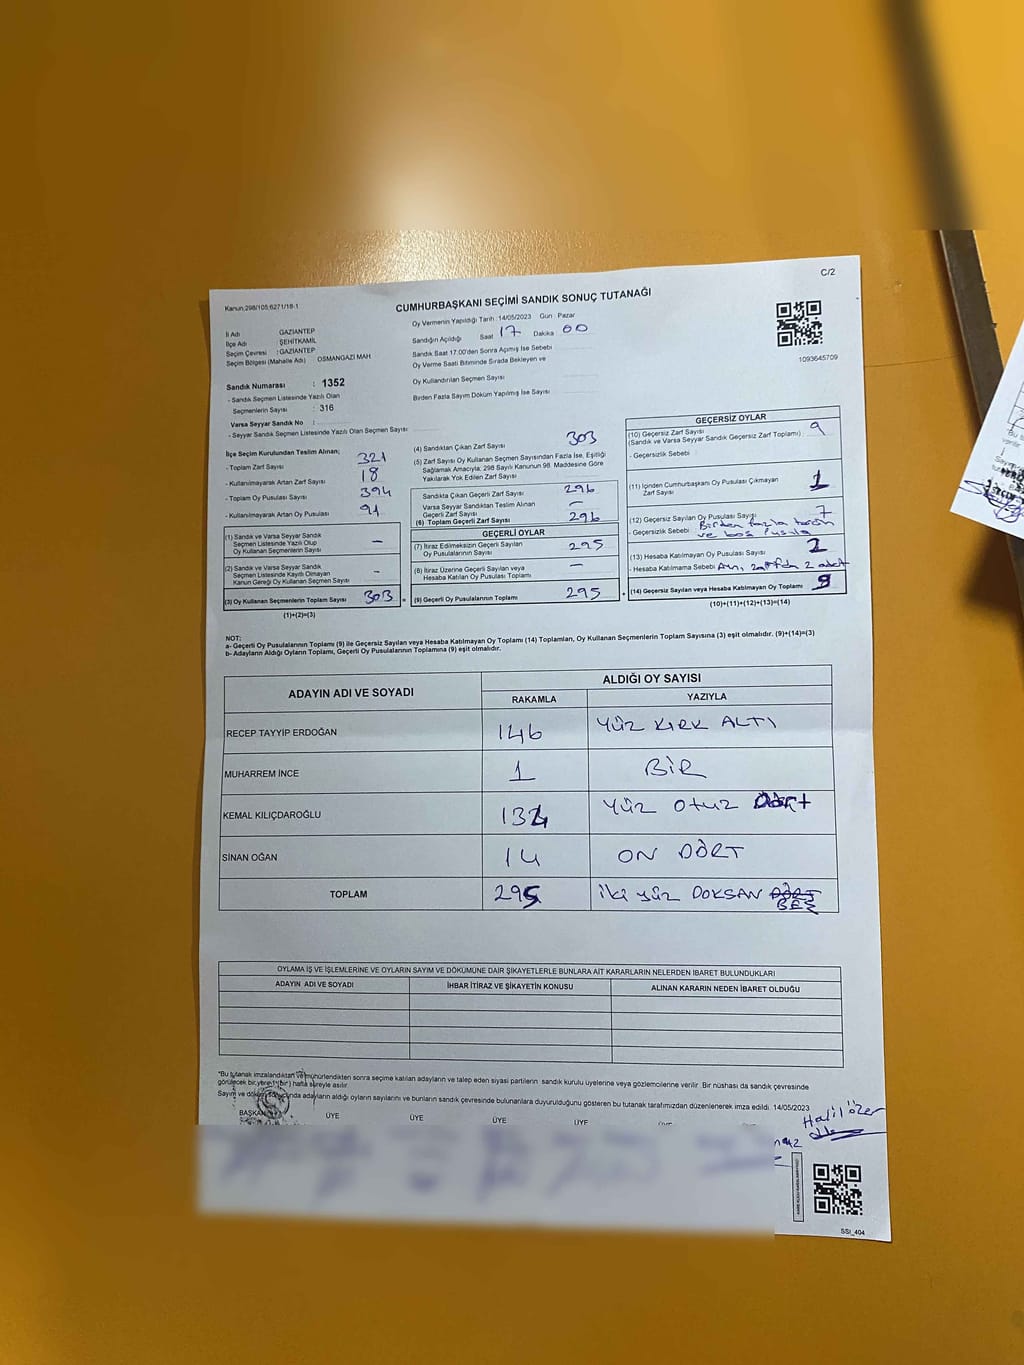 C/2
Kanun;298/105;6271/18-1
CUMHURBAŞKANI SEÇİMİ SANDIK SONUÇ TUTANAĞI
İl Adı GAZİANTEP
İlçe Adı : ŞEHİTKAMİL
Seçim Çevresi : GAZİANTEP
Seçim Bölgesi (Mahalle Adı) OSMANGAZİ MAH.
Oy Vermenin Yapıldığı Tarih :14/05/2023 Gün : Pazar
Sandığın Açıldığı Saat 17 Dakika : 00
Sandık Saat 17:00'den Sonra Açılmış İse Sebebi
Oy Verme Saati Bitiminde Sırada Bekleyen ve
Oy Kullandırılan Seçmen Sayısı
Birden Fazla Sayım Döküm Yapılmış İse Sayısı
1093645709
Sandık Numarası : 1352
- Sandık Seçmen Listesinde Yazılı Olan
Seçmenlerin Sayısı : 316
Varsa Seyyar Sandık No :
- Seyyar Sandık Seçmen Listesinde Yazılı Olan Seçmen Sayısı
İlçe Seçim Kurulundan Teslim Alınan;
- Toplam Zarf Sayısı 321
- Kullanılmayarak Artan Zarf Sayısı 18
- Toplam Oy Pusulası Sayısı 394
- Kullanılmayarak Artan Oy Pusulası 91
(1) Sandık ve Varsa Seyyar Sandık
Seçmen Listesinde Yazılı Olup
Oy Kullanan Seçmenlerin Sayısı -
(2) Sandık ve Varsa Seyyar Sandık
Seçmen Listesinde Kayıtlı Olmayan
Kanun Gereği Oy Kullanan Seçmen Sayısı -
(3) Oy Kullanan Seçmenlerin Toplam Sayısı 303 =
(1)+(2)=(3)
(4) Sandıktan Çıkan Zarf Sayısı 303
(5) Zarf Sayısı Oy Kullanan Seçmen Sayısından Fazla İse, Eşitliği
Sağlamak Amacıyla; 298 Sayılı Kanunun 98. Maddesine Göre
Yakılarak Yok Edilen Zarf Sayısı
Sandıkta Çıkan Geçerli Zarf Sayısı 296
Varsa Seyyar Sandıktan Teslim Alınan
Geçerli Zarf Sayısı -
(6) Toplam Geçerli Zarf Sayısı 296
GEÇERLİ OYLAR
(7) İtiraz Edilmeksizin Geçerli Sayılan
Oy Pusulalarının Sayısı 295
(8) İtiraz Üzerine Geçerli Sayılan veya
Hesaba Katılan Oy Pusulası Toplamı -
(9) Geçerli Oy Pusulalarının Toplamı 295 +
GEÇERSİZ OYLAR
(10) Geçersiz Zarf Sayısı
(Sandık ve Varsa Seyyar Sandık Geçersiz Zarf Toplamı) 9
- Geçersizlik Sebebi
(11) İçinden Cumhurbaşkanı Oy Pusulası Çıkmayan
Zarf Sayısı 1
(12) Geçersiz Sayılan Oy Pusulası Sayısı 7
- Geçersizlik Sebebi Birden fazla
ve boş Pusula
(13) Hesaba Katılmayan Oy Pusulası Sayısı
- Hesaba Katılmama Sebebi Aynı zarfda 2 adet
(14) Geçersiz Sayılan veya Hesaba Katılmayan Oy Toplamı 9
(10)+(11)+(12)+(13)=(14)
NOT:
a- Geçerli Oy Pusulalarının Toplamı (9) ile Geçersiz Sayılan veya Hesaba Katılmayan Oy Toplamı (14) Toplamları, Oy Kullanan Seçmenlerin Toplam Sayısına (3) eşit olmalıdır. (9)+(14)=(3)
b- Adayların Aldığı Oyların Toplamı, Geçerli Oy Pusulalarının Toplamına (9) eşit olmalıdır.
ADAYIN ADI VE SOYADI ALDIĞI OY SAYISI
RAKAMLA YAZIYLA
RECEP TAYYİP ERDOĞAN 146 YÜZ KIRK ALTI
MUHARREM İNCE 1 BİR
KEMAL KILIÇDAROĞLU 134 YÜZ OTUZ DÖRT
SİNAN OĞAN 14 ON DÖRT
TOPLAM 295 İKİ YÜZ DOKSAN DÖRT BEŞ
OYLAMA İŞ VE İŞLEMLERİNE VE OYLARIN SAYIM VE DÖKÜMÜNE DAİR ŞİKAYETLERLE BUNLARA AİT KARARLARIN NELERDEN İBARET BULUNDUKLARI
ADAYIN ADI VE SOYADI İHBAR İTİRAZ VE ŞİKAYETİN KONUSU ALINAN KARARIN NEDEN İBARET OLDUĞU
*Bu tutanak imzalandıktan ve mühürlendikten sonra seçime katılan adayların ve talep eden siyasi partilerin sandık kurulu üyelerine veya gözlemcilerine verilir .Bir nüshası da sandık çevresinde
görülecek bir yere 1 (bir) hafta süreyle asılır.
Sayım ve döküm sonucunda adayların aldığı oyların sayılarını ve bunların sandık çevresinde bulunanlara duyurulduğunu gösteren bu tutanak tarafımızdan düzenlenerek imza edildi. 14/05/2023
BAŞKAN ÜYE ÜYE ÜYE ÜYE
Halil özer
SSİ_404